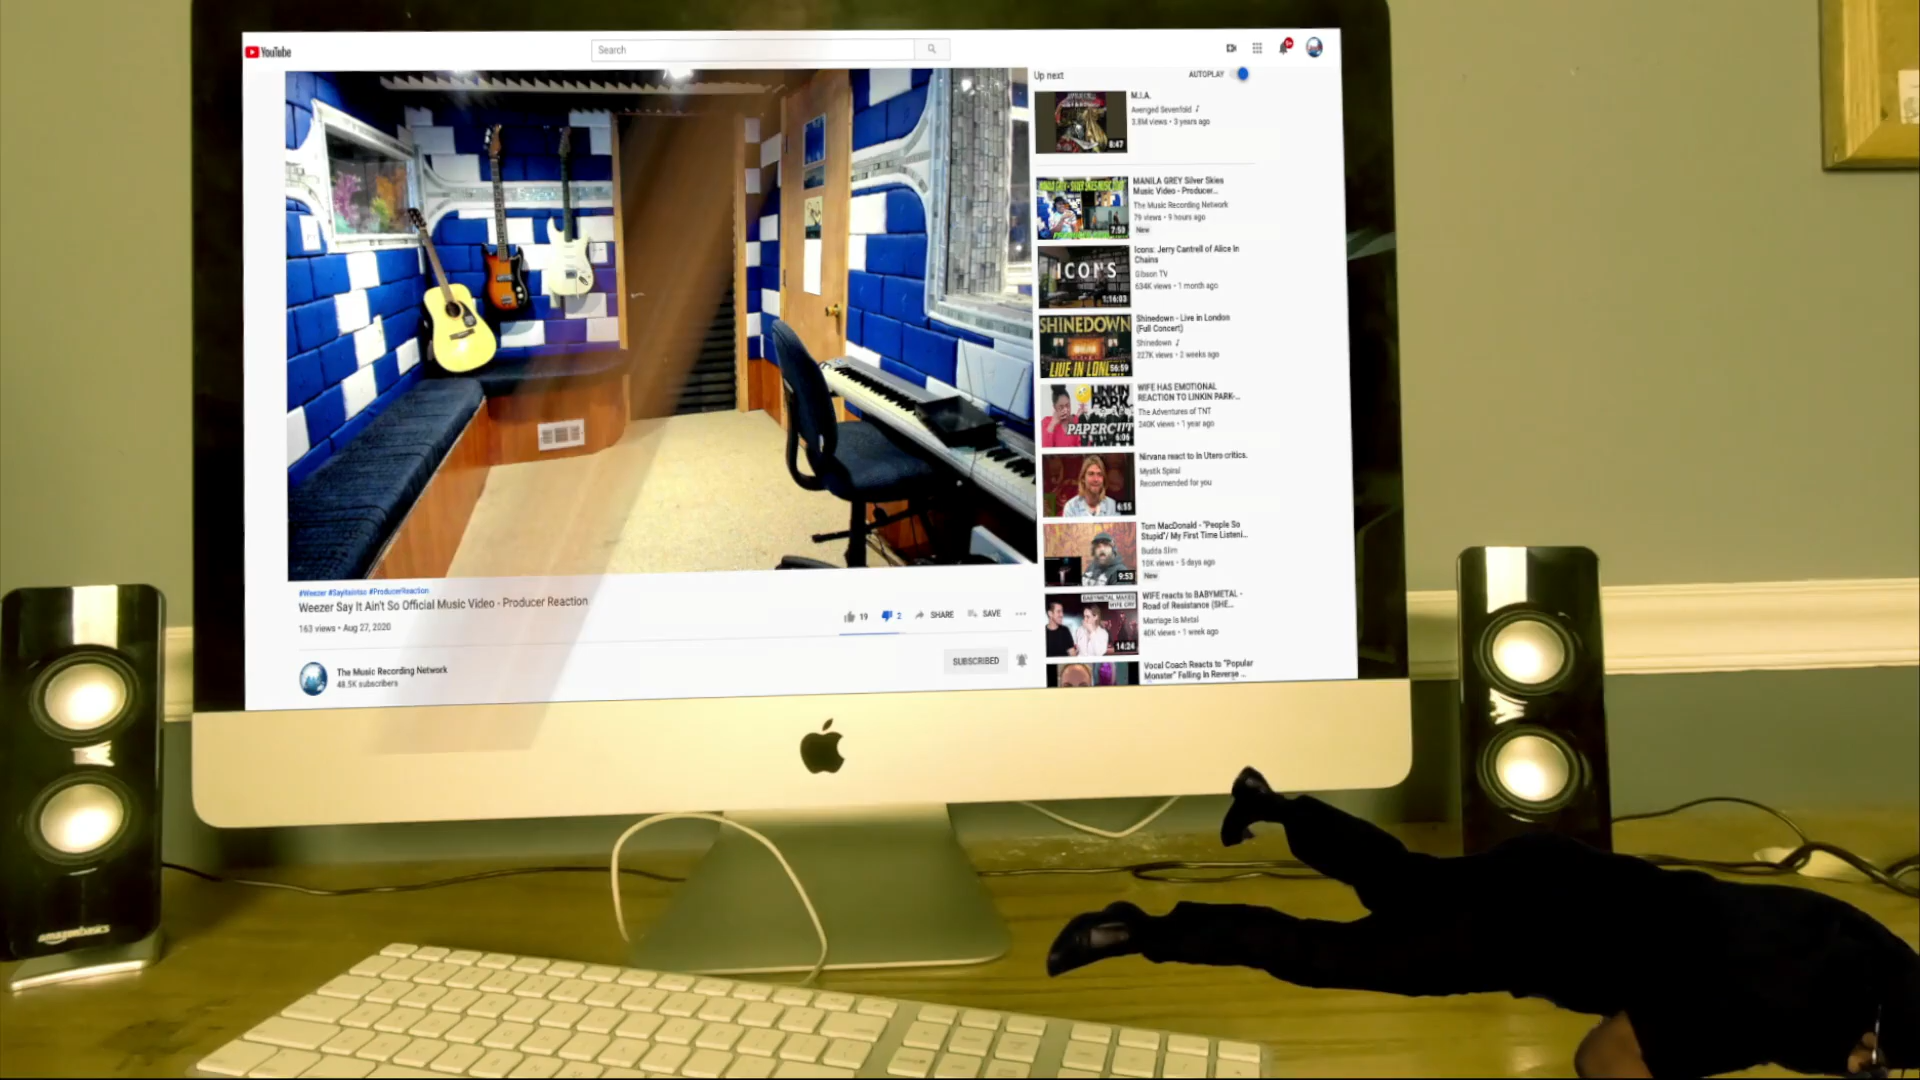 YouTube
Search
9+
Up next
AUTOPLAY
M.I.A.
Avenged Sevenfold
3.8M views • 3 years ago
8:47
MANILA GREY Silver Skies
Music Video - Producer...
The Music Recording Network
79 views • 9 hours ago
New
7:59
Icons: Jerry Cantrell of Alice In
Chains
Gibson TV
634K views • 1 month ago
ICONS
1:16:03
Shinedown - Live in London
(Full Concert)
Shinedown
227K views • 2 weeks ago
SHINEDOWN
LIVE IN LON
56:59
WIFE HAS EMOTIONAL
REACTION TO LINKIN PARK-...
The Adventures of TNT
240K views • 1 year ago
LINKIN
PARK
PAPERCUT
6:06
Nirvana react to In Utero critics.
Mystik Spiral
Recommended for you
6:55
Tom MacDonald - "People So
Stupid"/ My First Time Listeni...
Budda Slim
10K views • 5 days ago
New
9:53
WIFE reacts to BABYMETAL -
Road of Resistance (SHE...
Marriage Is Metal
40K views • 1 week ago
BABYMETAL MAKES
WIFE CRY
14:24
Vocal Coach Reacts to "Popular
Monster" Falling In Reverse ...
#Weezer #SayItAintSo #ProducerReaction
Weezer Say It Ain't So Official Music Video - Producer Reaction
163 views • Aug 27, 2020
19
2
SHARE
SAVE
The Music Recording Network
48.5K subscribers
SUBSCRIBED
amazonbasics